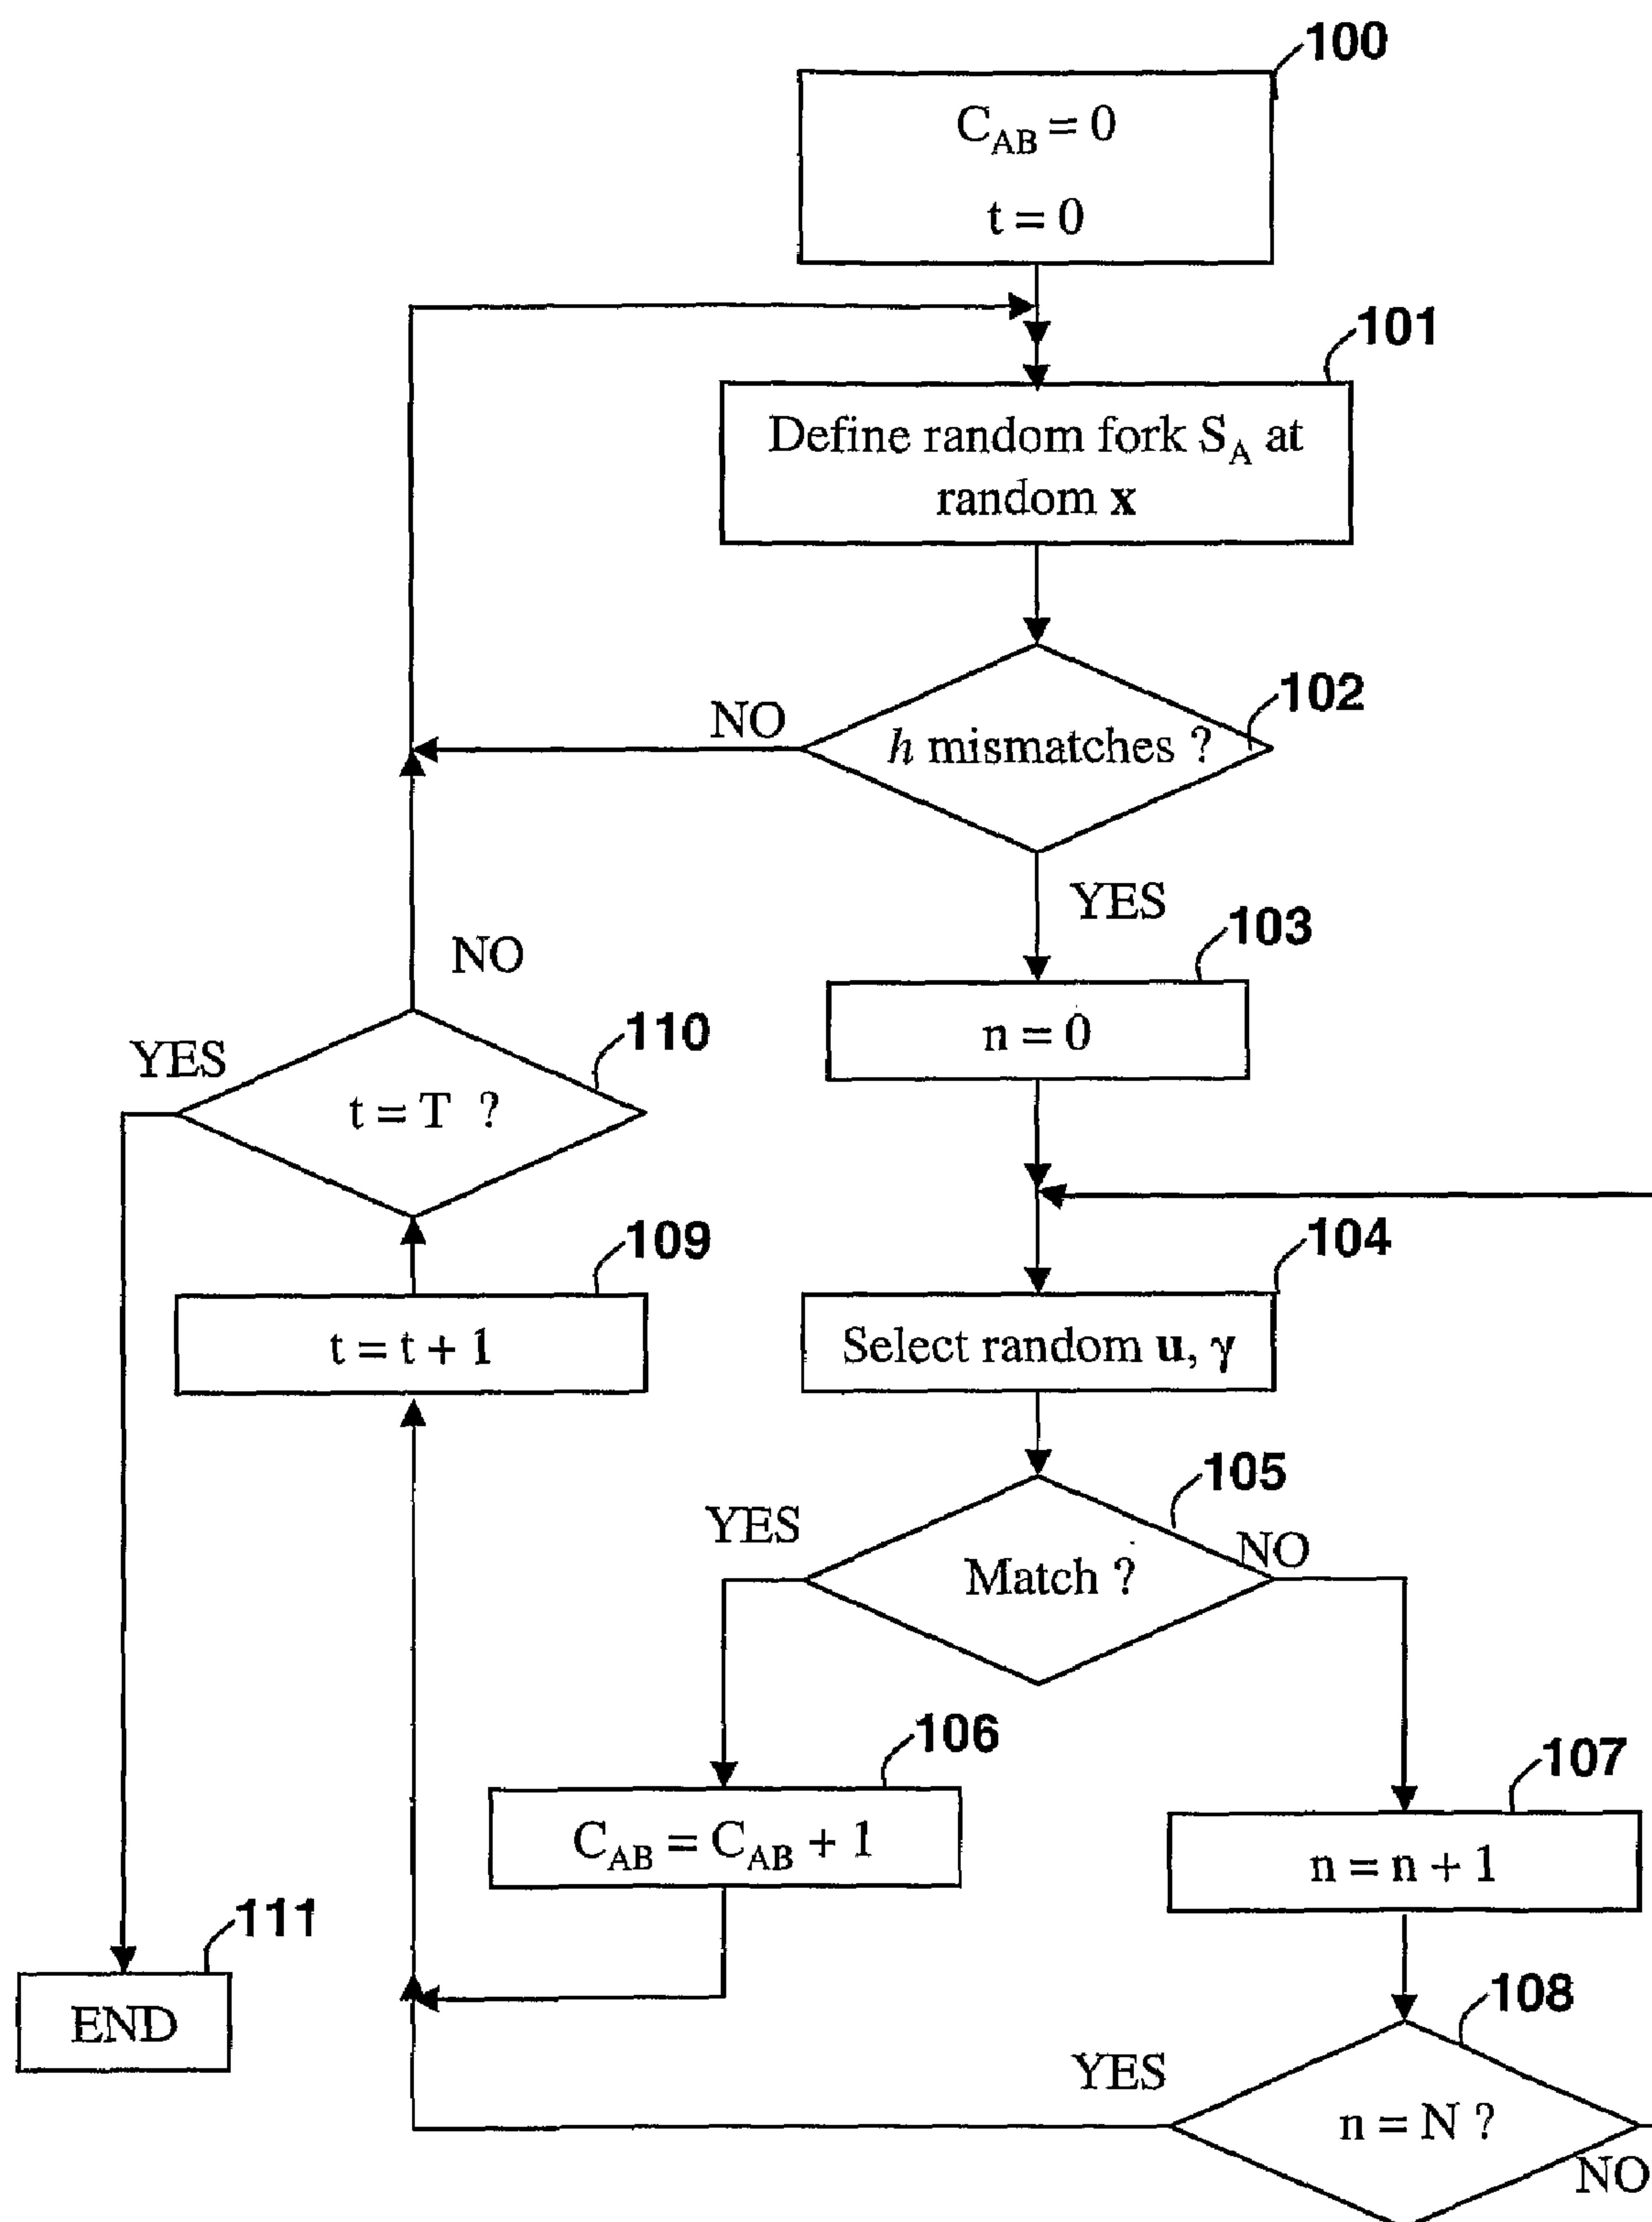 100
C_AB = 0
t = 0
101
Define random fork S_A at
random x
102
NO
h mismatches ?
YES
103
n = 0
NO
110
YES
t = T ?
109
t = t + 1
104
Select random u, γ
105
YES
NO
Match ?
106
C_AB = C_AB + 1
107
n = n + 1
111
END
108
YES
n = N ?
NO